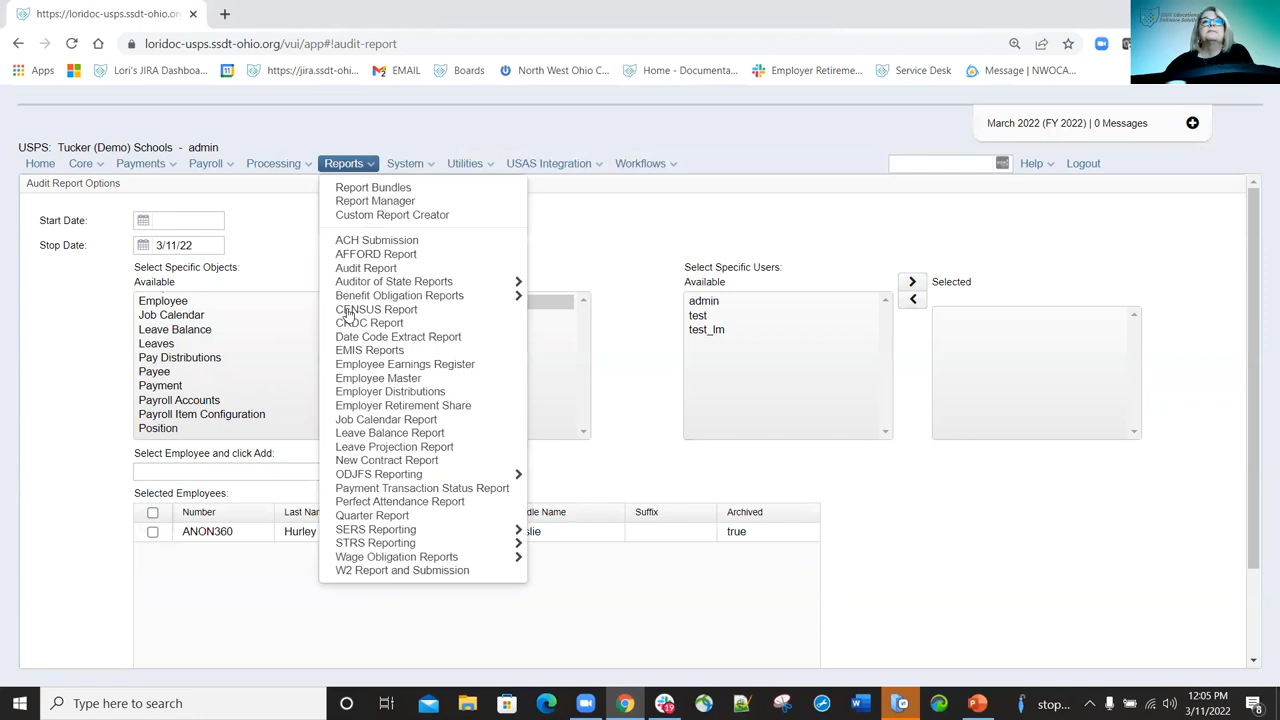 https://loridoc-usps.ssdt-ohio.org
loridoc-usps.ssdt-ohio.org/vui/app#!audit-report
Apps
Lori's JIRA Dashboa...
https://jira.ssdt-ohi...
EMAIL
Boards
North West Ohio C...
Home - Documenta...
Employer Retireme...
Service Desk
Message | NWOCA...
March 2022 (FY 2022) | 0 Messages
USPS: Tucker (Demo) Schools - admin
Home Core Payments Payroll Processing Reports System Utilities USAS Integration Workflows Help Logout
Audit Report Options
Start Date:
Stop Date: 3/11/22
Select Specific Objects:
Available
Employee
Job Calendar
Leave Balance
Leaves
Pay Distributions
Payee
Payment
Payroll Accounts
Payroll Item Configuration
Position
Report Bundles
Report Manager
Custom Report Creator
ACH Submission
AFFORD Report
Audit Report
Auditor of State Reports
Benefit Obligation Reports
CENSUS Report
Report
Date Code Extract Report
EMIS Reports
Employee Earnings Register
Employee Master
Employer Distributions
Employer Retirement Share
Job Calendar Report
Leave Balance Report
Leave Projection Report
New Contract Report
ODJFS Reporting
Payment Transaction Status Report
Perfect Attendance Report
Quarter Report
SERS Reporting
STRS Reporting
Wage Obligation Reports
W2 Report and Submission
Select Specific Users:
Available
Selected
admin
test
test_lm
Select Employee and click Add:
Selected Employees:
Number Last Nan dle Name Suffix Archived
ANON360 Hurley slie true
Type here to search
19
stop...
12:05 PM
3/11/2022
8